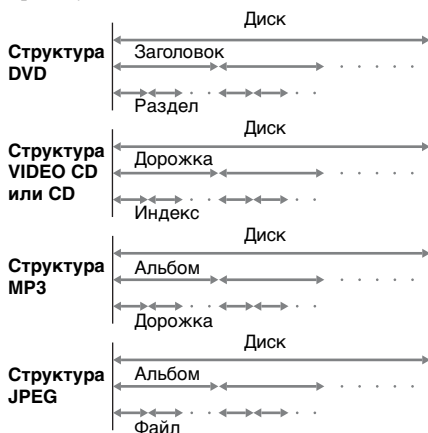 Диск
Структура
DVD
Заголовок
Раздел
Диск
Структура
VIDEO CD
или CD
Дорожка
Индекс
Диск
Структура
MP3
Альбом
Дорожка
Диск
Структура
JPEG
Альбом
Файл